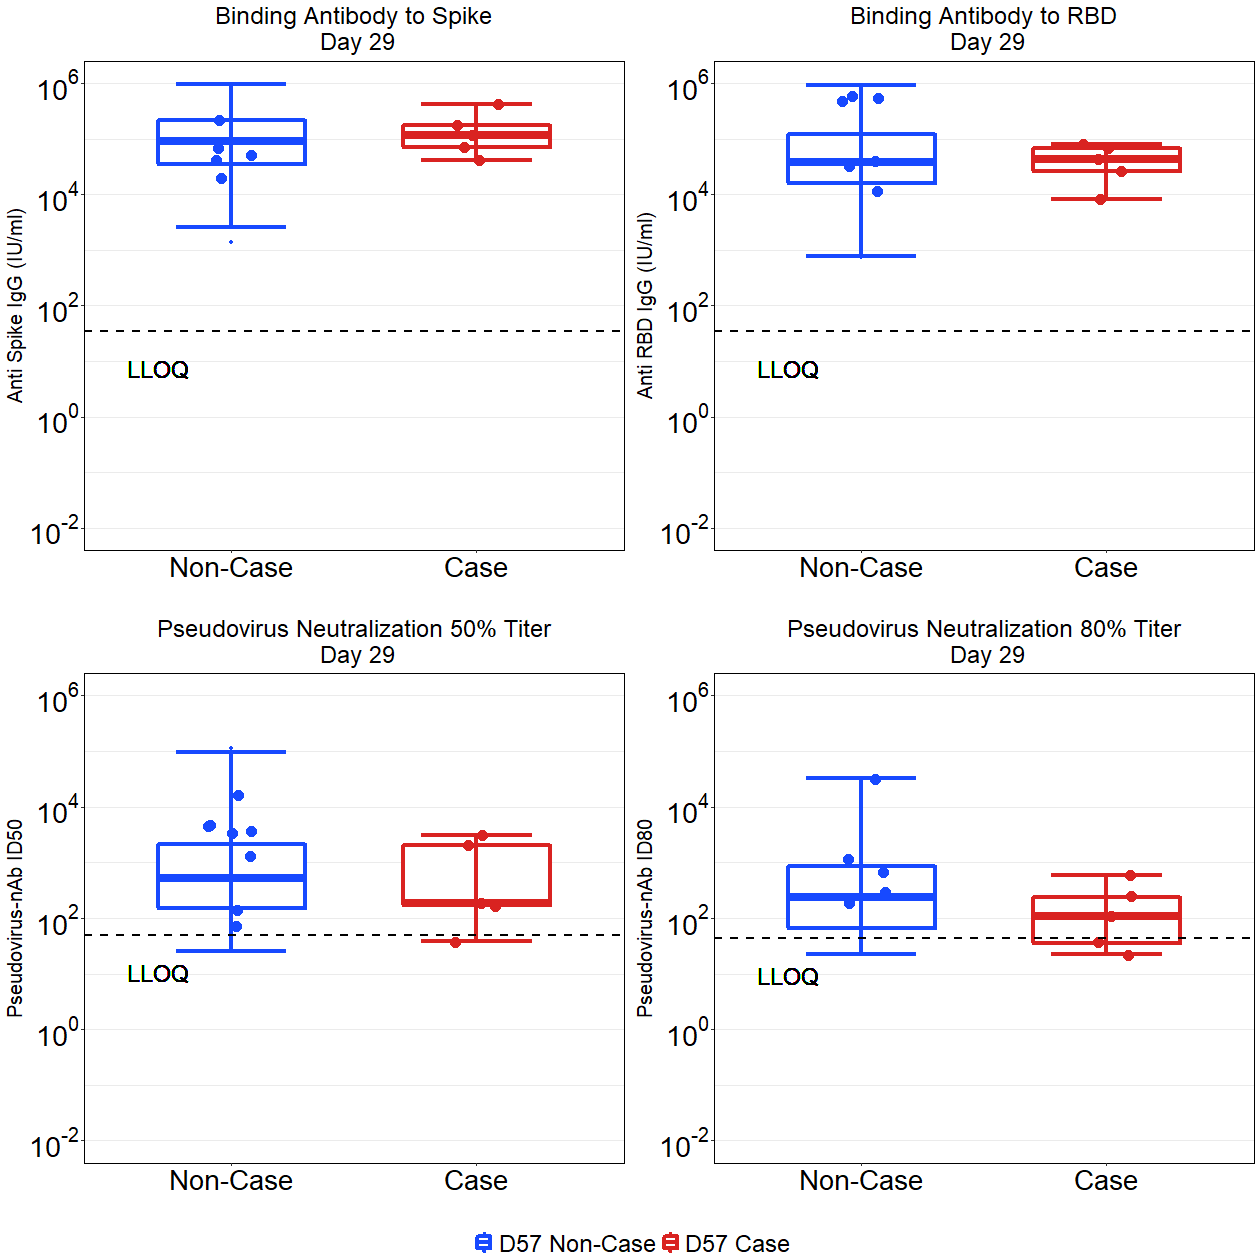 Binding Antibody to Spike
Day 29
Anti Spike IgG (IU/ml)
10^6
10^4
10^2
10^0
10^-2
LLOQ
Non-Case Case
Binding Antibody to RBD
Day 29
Anti RBD IgG (IU/ml)
10^6
10^4
10^2
10^0
10^-2
LLOQ
Non-Case Case
Pseudovirus Neutralization 50% Titer
Day 29
Pseudovirus-nAb ID50
10^6
10^4
10^2
10^0
10^-2
LLOQ
Non-Case Case
Pseudovirus Neutralization 80% Titer
Day 29
Pseudovirus-nAb ID80
10^6
10^4
10^2
10^0
10^-2
LLOQ
Non-Case Case
D57 Non-Case D57 Case